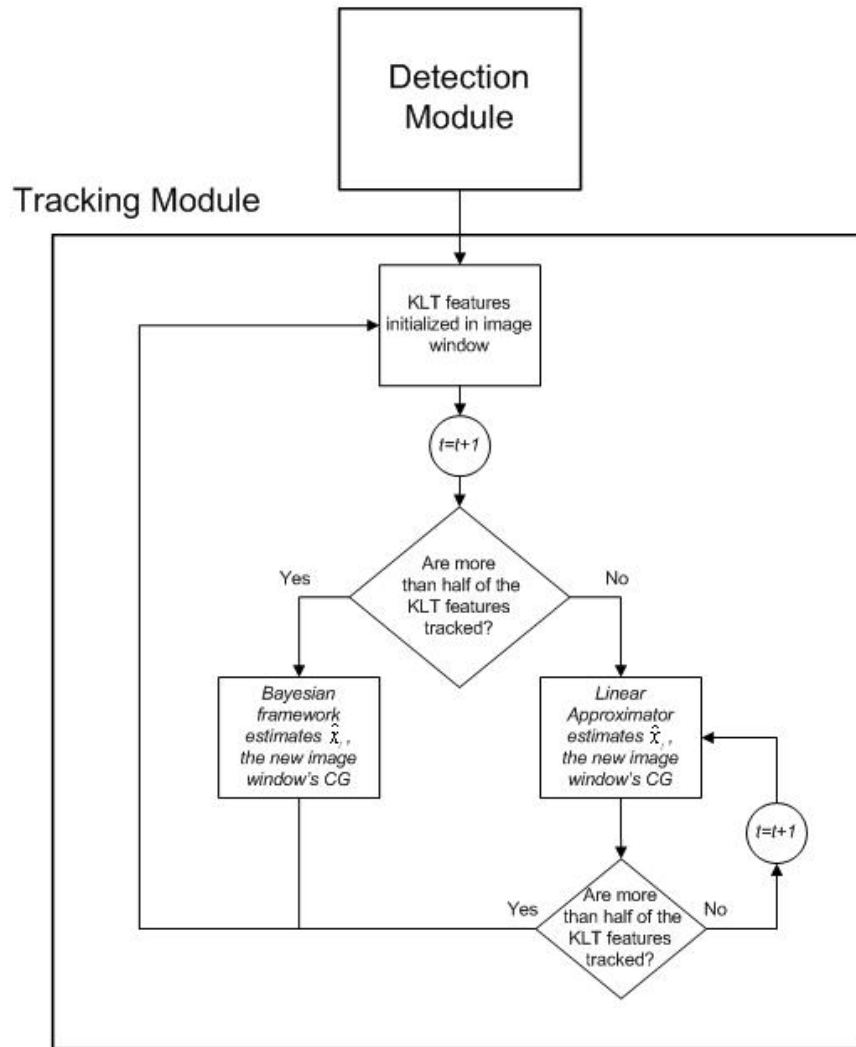 Detection
Module
Tracking Module
KLT features
initialized in image
window
t=t+1
Are more
than half of the
KLT features
tracked?
Yes
No
Bayesian
framework
estimates x̂ₜ ,
the new image
window's CG
Linear
Approximator
estimates x̂ₜ ,
the new image
window's CG
t=t+1
Are more
than half of the
KLT features
tracked?
Yes
No